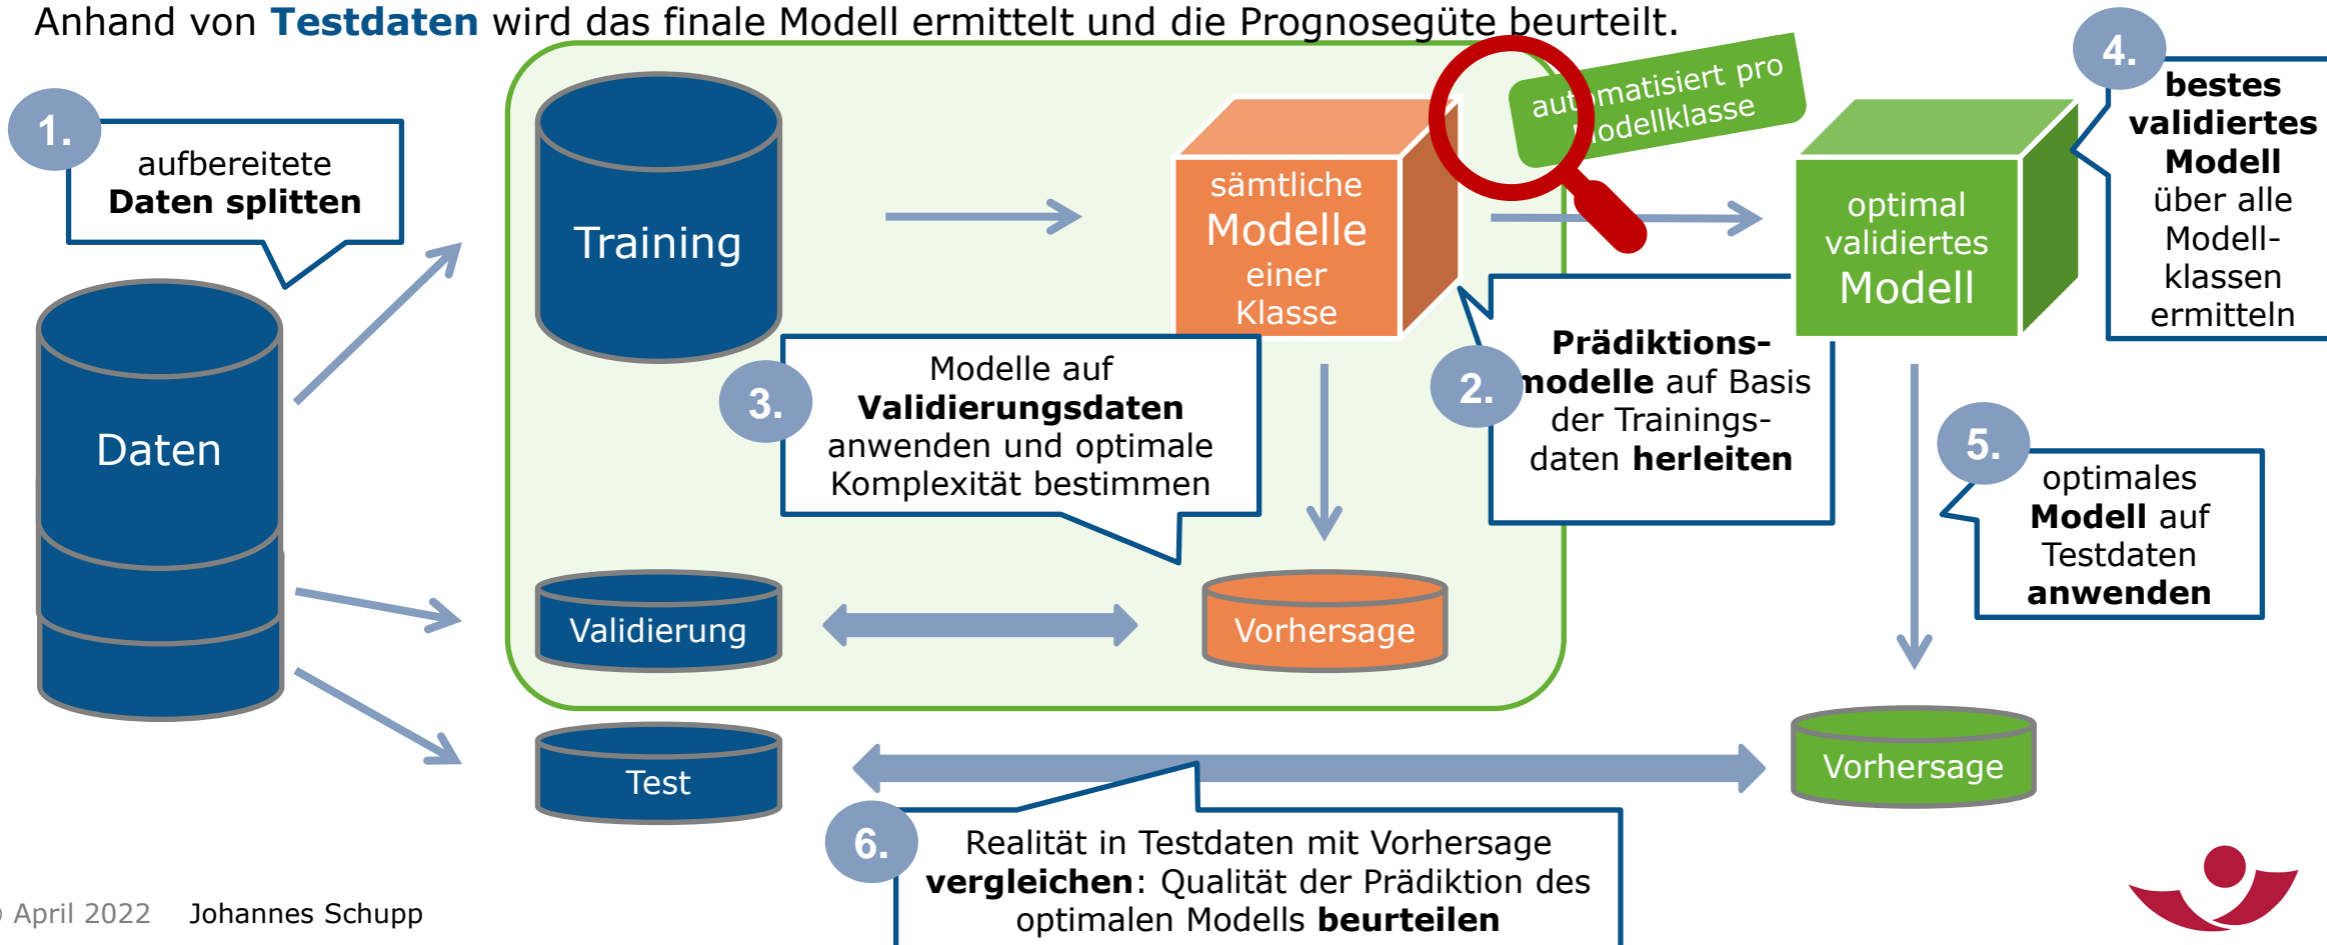 Anhand von Testdaten wird das finale Modell ermittelt und die Prognosegüte beurteilt.
1.
aufbereitete
Daten splitten
Daten
Training
sämtliche
Modelle
einer
Klasse
automatisiert pro
Modellklasse
optimal
validiertes
Modell
4.
bestes
validiertes
Modell
über alle
Modell-
klassen
ermitteln
2.
Prädiktions-
modelle auf Basis
der Trainings-
daten herleiten
3.
Modelle auf
Validierungsdaten
anwenden und optimale
Komplexität bestimmen
5.
optimales
Modell auf
Testdaten
anwenden
Validierung
Vorhersage
Test
Vorhersage
6.
Realität in Testdaten mit Vorhersage
vergleichen: Qualität der Prädiktion des
optimalen Modells beurteilen
April 2022 Johannes Schupp